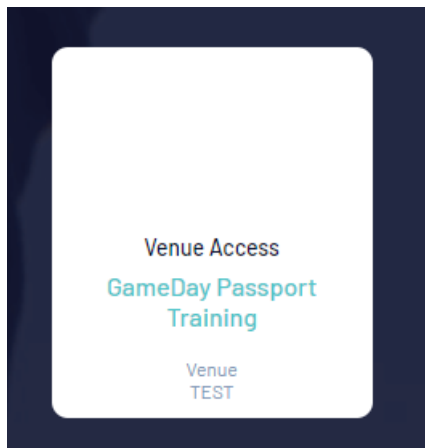 Venue Access
GameDay Passport
Training
Venue
TEST